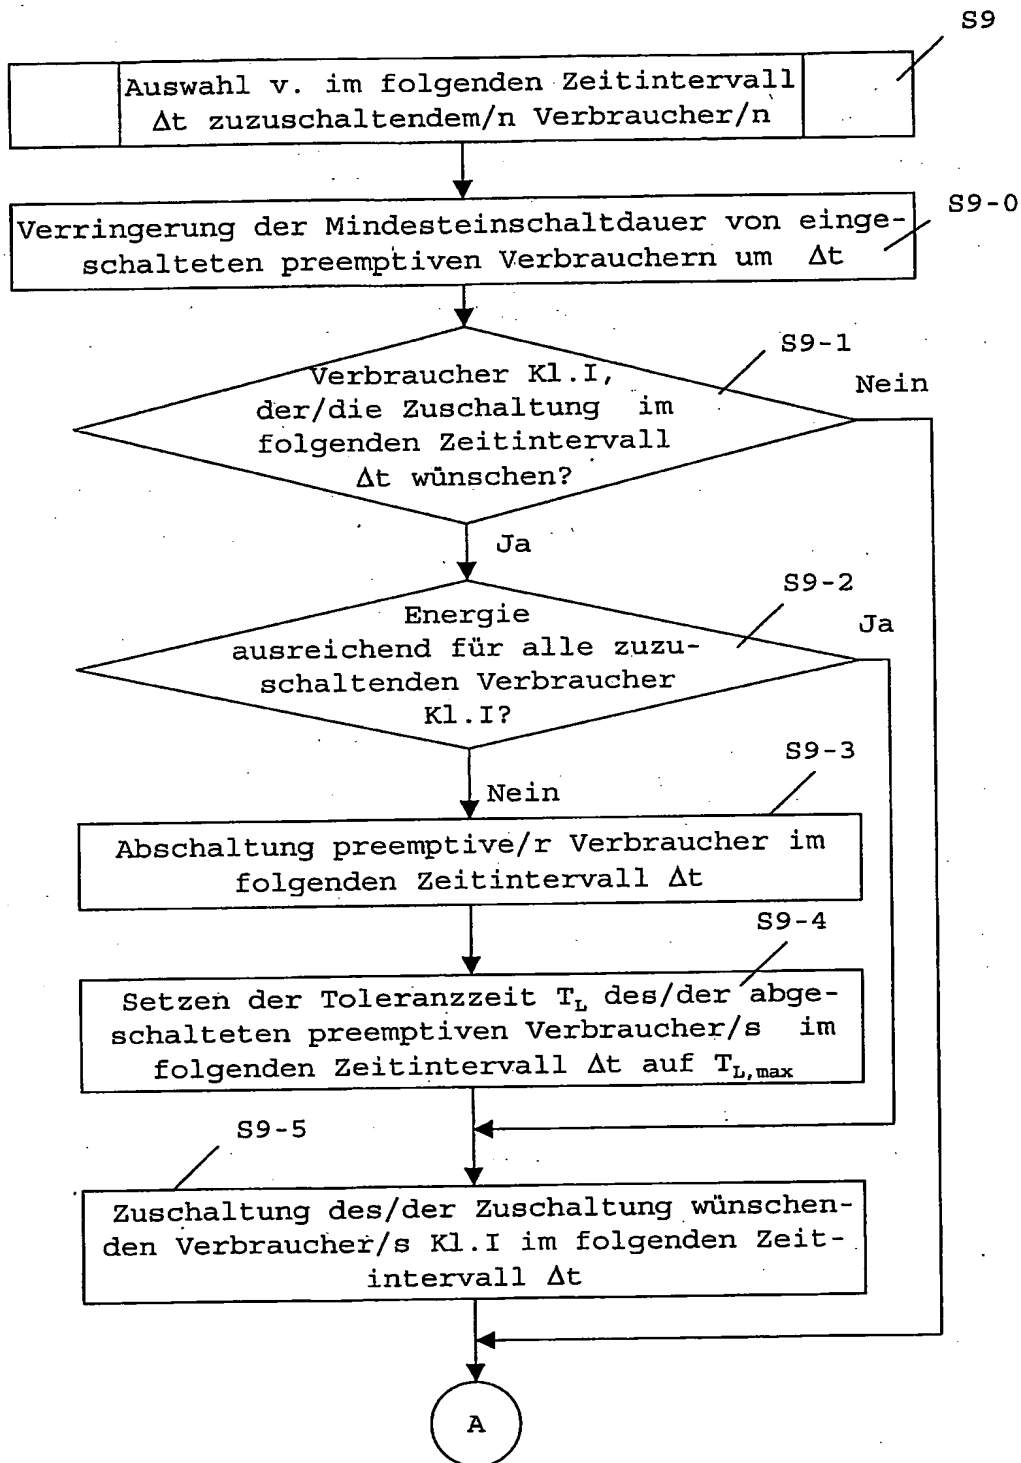 S9
Auswahl v. im folgenden Zeitintervall
Δt zuzuschaltendem/n Verbraucher/n
S9-0
Verringerung der Mindesteinschaltdauer von einge-
schalteten preemptiven Verbrauchern um Δt
S9-1
Verbraucher Kl.I,
der/die Zuschaltung im
folgenden Zeitintervall
Δt wünschen?
Nein
Ja
S9-2
Energie
ausreichend für alle zuzu-
schaltenden Verbraucher
Kl.I?
Ja
Nein
S9-3
Abschaltung preemptive/r Verbraucher im
folgenden Zeitintervall Δt
S9-4
Setzen der Toleranzzeit T_L des/der abge-
schalteten preemptiven Verbraucher/s im
folgenden Zeitintervall Δt auf T_L,max
S9-5
Zuschaltung des/der Zuschaltung wünschen-
den Verbraucher/s Kl.I im folgenden Zeit-
intervall Δt
A